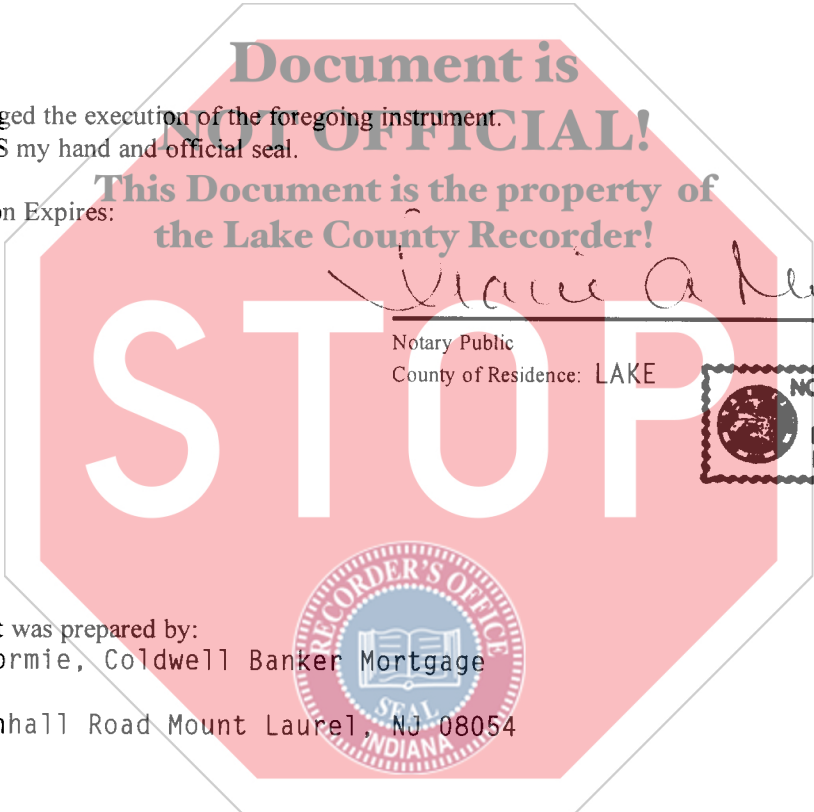 Document is
ged the execution of the foregoing instrument.
NOT OFFICIAL!
S my hand and official seal.
This Document is the property of
on Expires:
the Lake County Recorder!
STOP
Notary Public
County of Residence: LAKE
NO
RECORDER'S OFFICE
SEAL
INDIANA
t was prepared by:
ormie, Coldwell Banker Mortgage
nhall Road Mount Laurel, NJ 08054